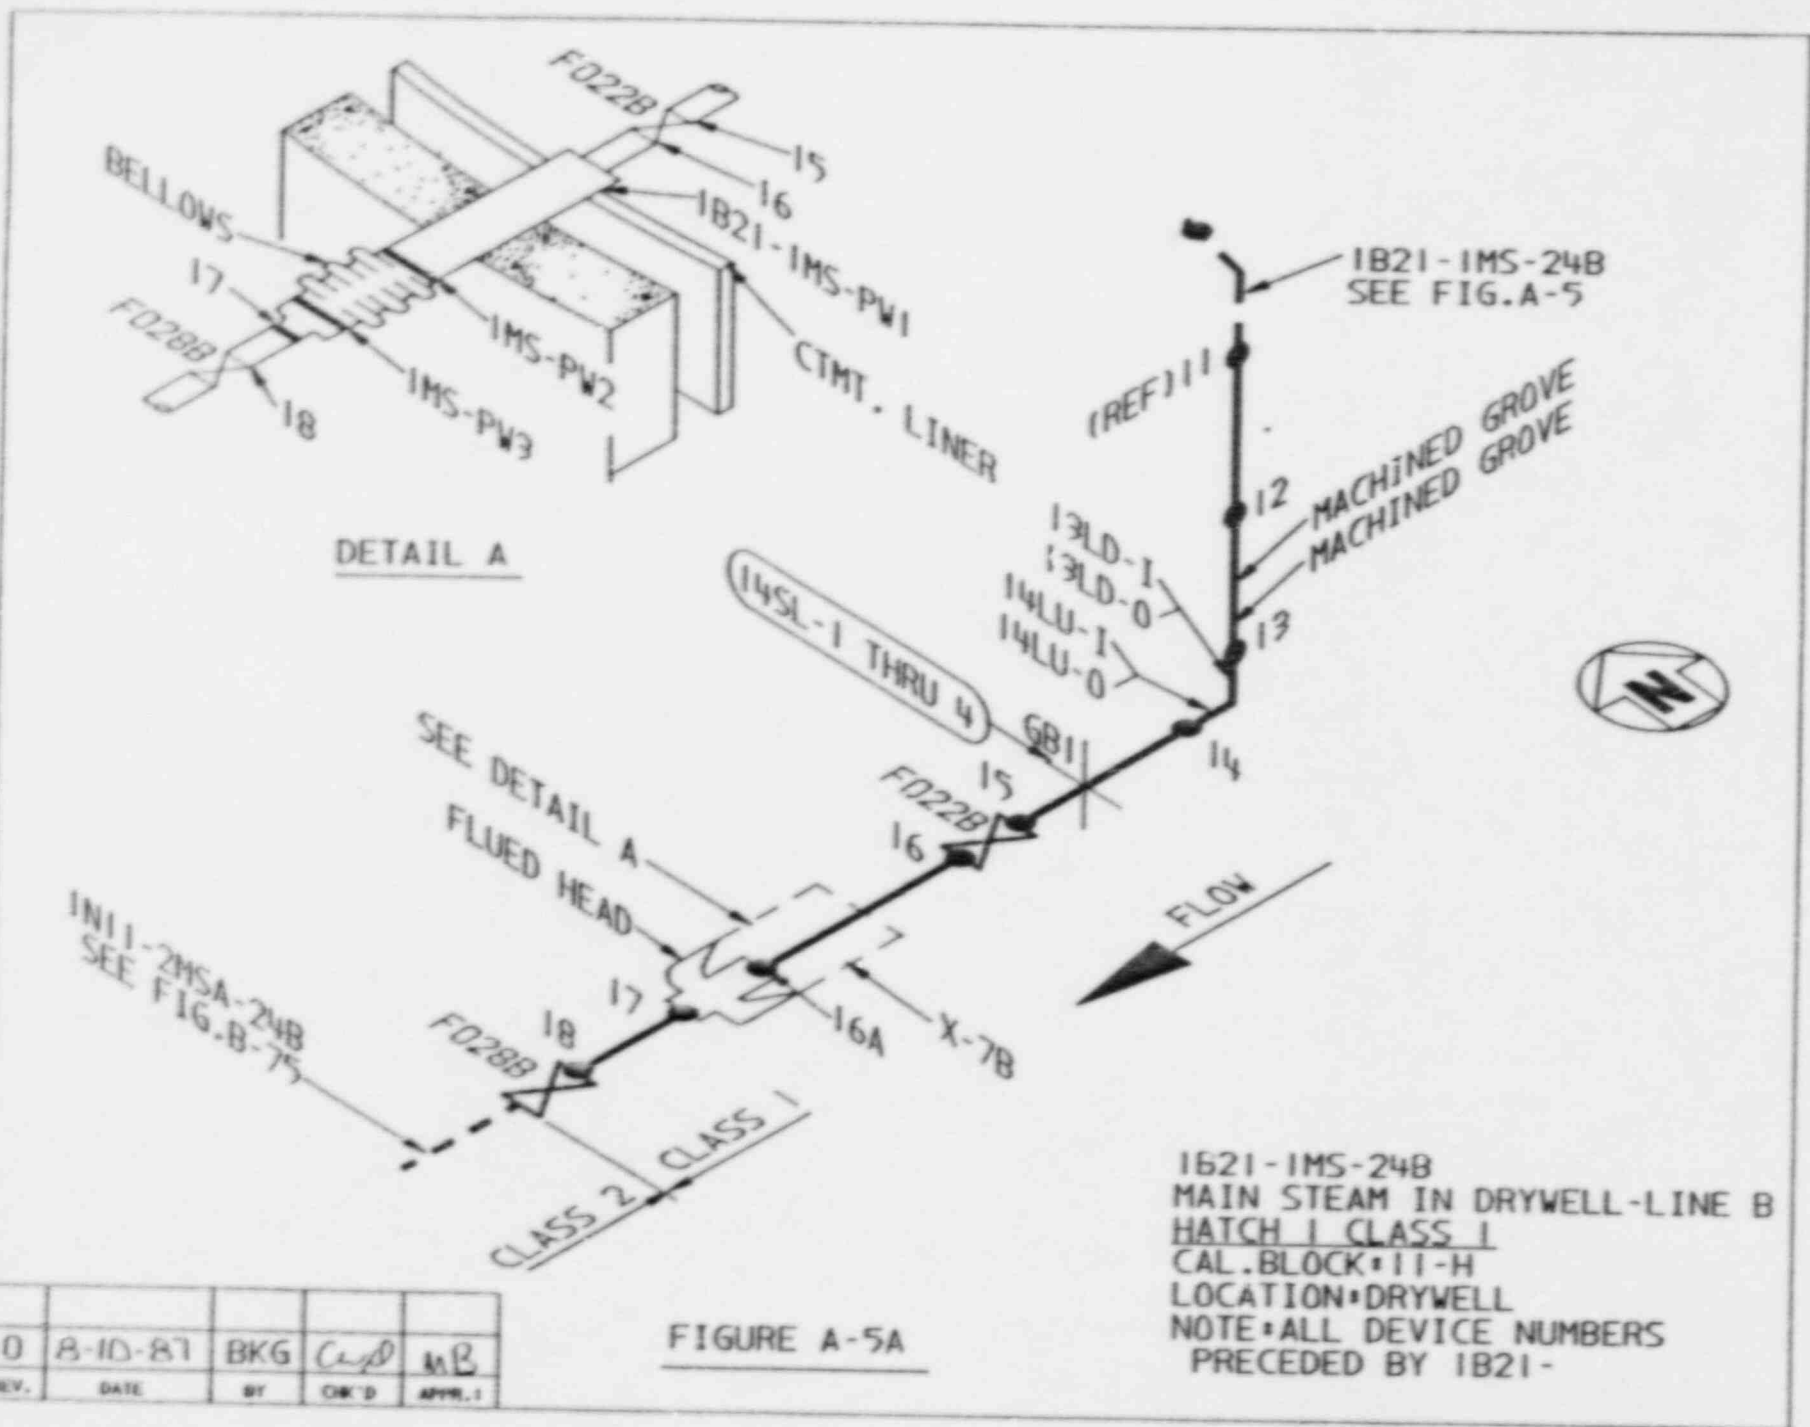 F022B
15
16
1B21-1MS-PW1
BELLOWS
17
F028B
1MS-PW2
1MS-PW3
18
CTMT. LINER
DETAIL A
1B21-1MS-24B
SEE FIG.A-5
(REF)11
12
MACHINED GROVE
MACHINED GROVE
13LD-I
13LD-O
14LU-I
14LU-O
13
14SL-1 THRU 4
GB1
14
N
15
F022B
16
SEE DETAIL A
FLUED HEAD
FLOW
1N11-2MSA-24B
SEE FIG.B-75
17
18
F028B
16A
X-7B
CLASS 1
CLASS 2
1B21-1MS-24B
MAIN STEAM IN DRYWELL-LINE B
HATCH 1 CLASS 1
CAL.BLOCK:11-H
LOCATION:DRYWELL
NOTE:ALL DEVICE NUMBERS
PRECEDED BY 1B21-
FIGURE A-5A
0 8-10-87 BKG MB
EV. DATE BY CHK'D APPR.: